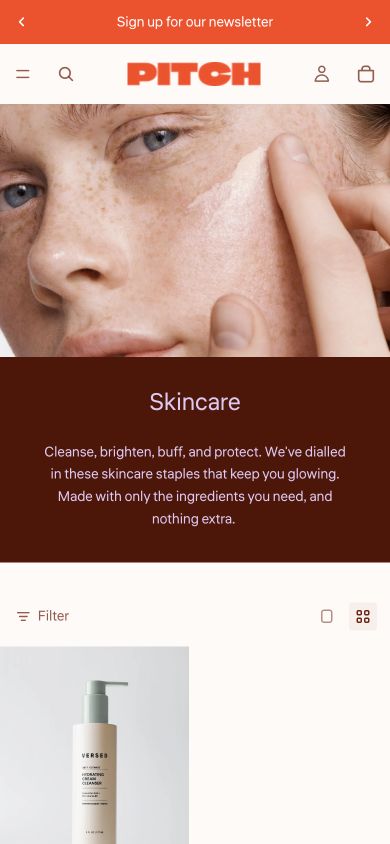 Sign up for our newsletter
PITCH
Skincare
Cleanse, brighten, buff, and protect. We've dialled
in these skincare staples that keep you glowing.
Made with only the ingredients you need, and
nothing extra.
Filter
VERSED
HYDRATING
CREAM
CLEANSER